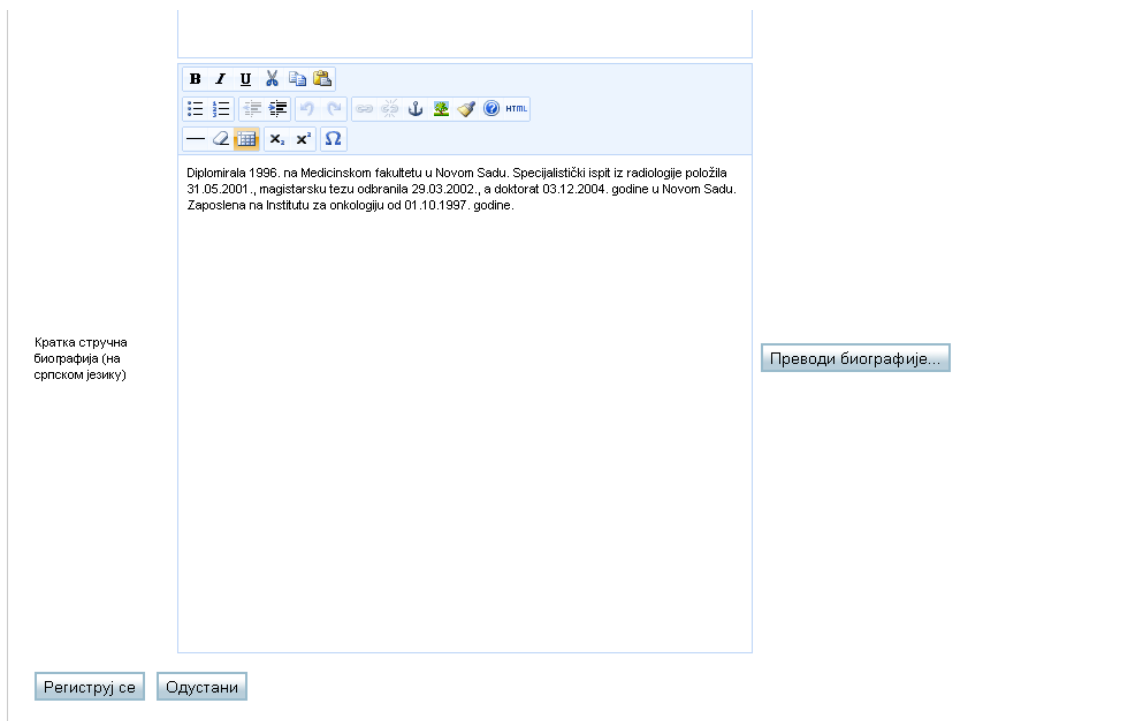 B I U
HTML
X₂ X² Ω
Diplomirala 1996. na Medicinskom fakultetu u Novom Sadu. Specijalistički ispit iz radiologije položila
31.05.2001., magistarsku tezu odbranila 29.03.2002., a doktorat 03.12.2004. godine u Novom Sadu.
Zaposlena na Institutu za onkologiju od 01.10.1997. godine.
Кратка стручна
биографија (на
српском језику)
Преводи биографије...
Региструј се Одустани